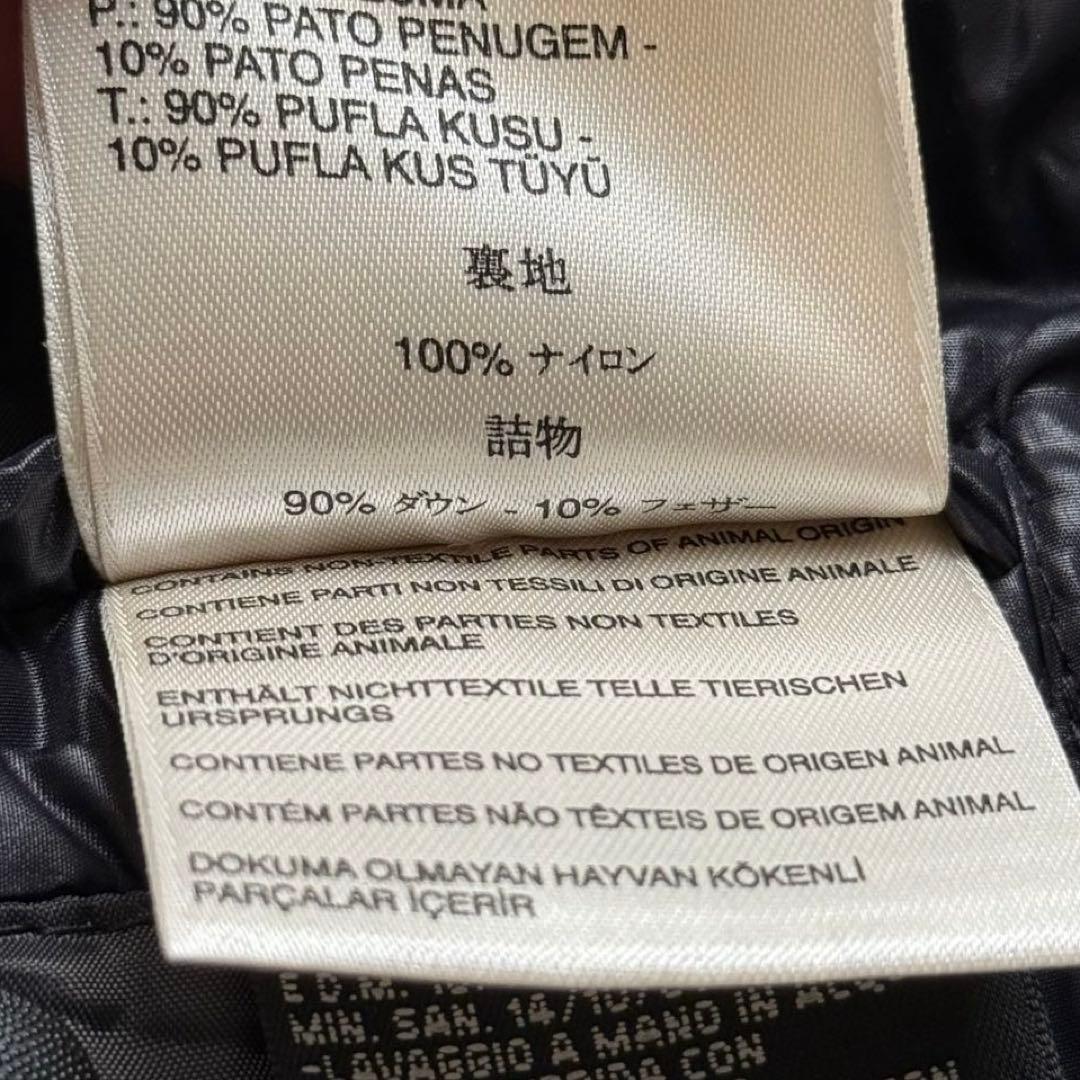 P.: 90% PATO PENUGEM -
10% PATO PENAS
T.: 90% PUFLA KUSU -
10% PUFLA KUS TÜYÜ
裏地
100% ナイロン
詰物
90% ダウン - 10% フェザー
CONTAINS NON-TEXTILE PARTS OF ANIMAL ORIGIN
CONTIENE PARTI NON TESSILI DI ORIGINE ANIMALE
CONTIENT DES PARTIES NON TEXTILES
D'ORIGINE ANIMALE
ENTHÄLT NICHTTEXTILE TELLE TIERISCHEN
URSPRUNGS
CONTIENE PARTES NO TEXTILES DE ORIGEN ANIMAL
CONTÉM PARTES NÃO TÊXTEIS DE ORIGEM ANIMAL
DOKUMA OLMAYAN HAYVAN KÖKENLİ
PARÇALAR İÇERİR
E D.M.
MIN. SAN. 14/
-LAVAGGIO A MANO IN
CON